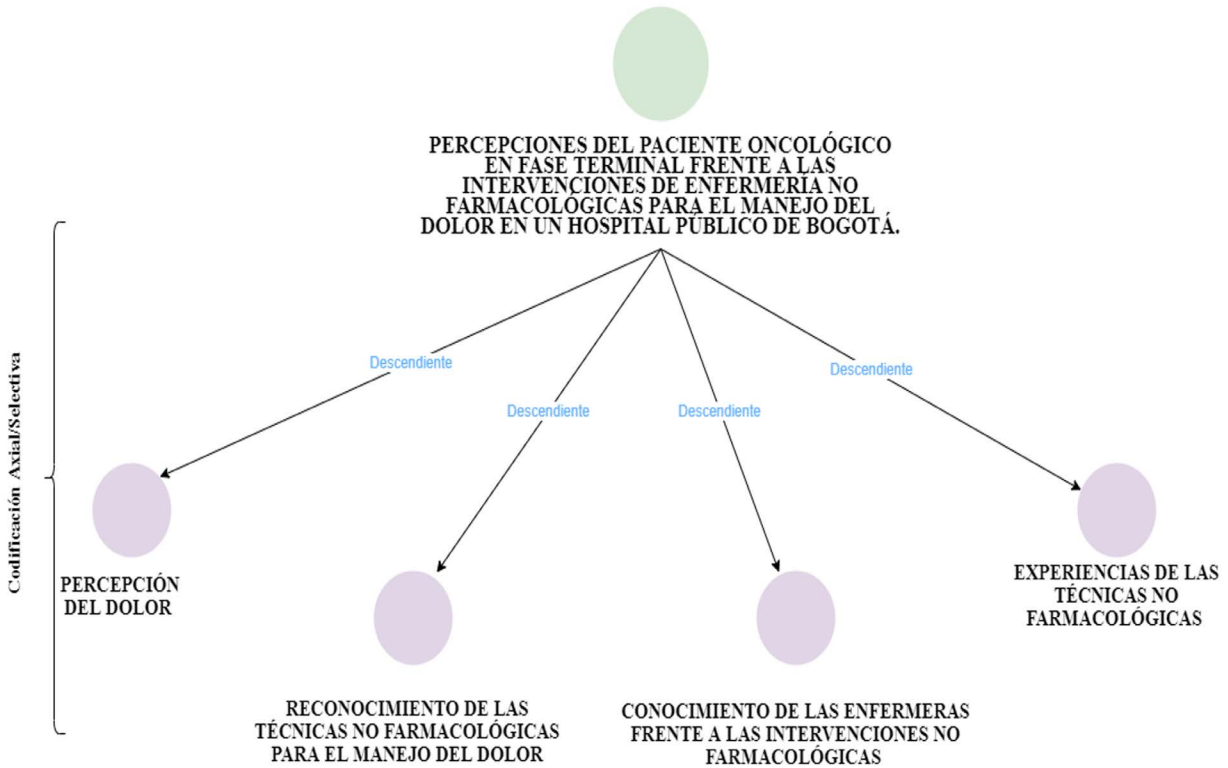 PERCEPCIONES DEL PACIENTE ONCOLÓGICO
EN FASE TERMINAL FRENTE A LAS
INTERVENCIONES DE ENFERMERÍA NO
FARMACOLÓGICAS PARA EL MANEJO DEL
DOLOR EN UN HOSPITAL PÚBLICO DE BOGOTÁ.
Codificación Axial/Selectiva
Descendiente
Descendiente
Descendiente
Descendiente
PERCEPCIÓN
DEL DOLOR
RECONOCIMIENTO DE LAS
TÉCNICAS NO FARMACOLÓGICAS
PARA EL MANEJO DEL DOLOR
CONOCIMIENTO DE LAS ENFERMERAS
FRENTE A LAS INTERVENCIONES NO
FARMACOLÓGICAS
EXPERIENCIAS DE LAS
TÉCNICAS NO
FARMACOLÓGICAS